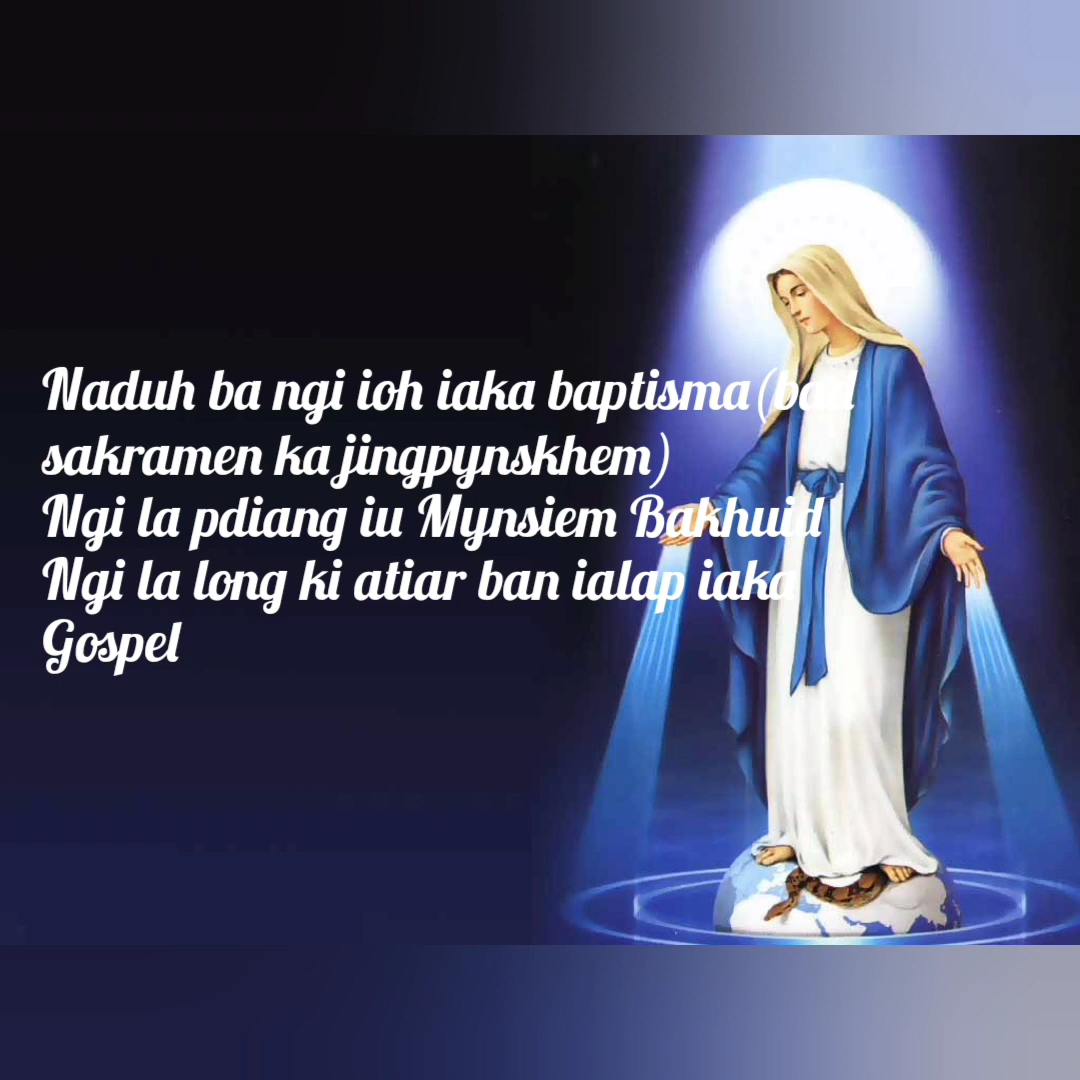 Naduh ba ngi ioh iaka baptisma(bad
sakramen ka jingpynskhem)
Ngi la pdiang iu Mynsiem Bakhuid
Ngi la long ki atiar ban ialap iaka
Gospel